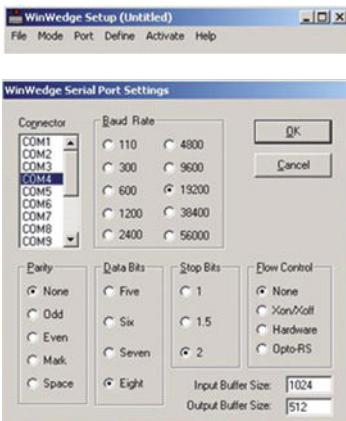 WinWedge Setup (Untitled)
File Mode Port Define Activate Help
WinWedge Serial Port Settings
Connector
COM1
COM2
COM3
COM4
COM5
COM6
COM7
COM8
COM9
Baud Rate
110 4800
300 9600
600 19200
1200 38400
2400 56000
OK
Cancel
Parity
None
Odd
Even
Mark
Space
Data Bits
Five
Six
Seven
Eight
Stop Bits
1
1.5
2
Flow Control
None
Xon/Xoff
Hardware
Opto-RS
Input Buffer Size: 1024
Output Buffer Size: 512